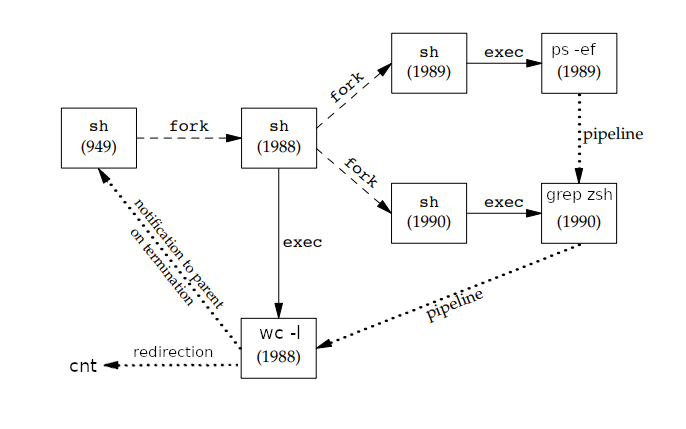 sh
(1989)
exec
ps -ef
(1989)
fork
sh
(949)
fork
sh
(1988)
pipeline
fork
sh
(1990)
exec
grep zsh
(1990)
notification to parent
on termination
exec
pipeline
wc -l
(1988)
redirection
cnt